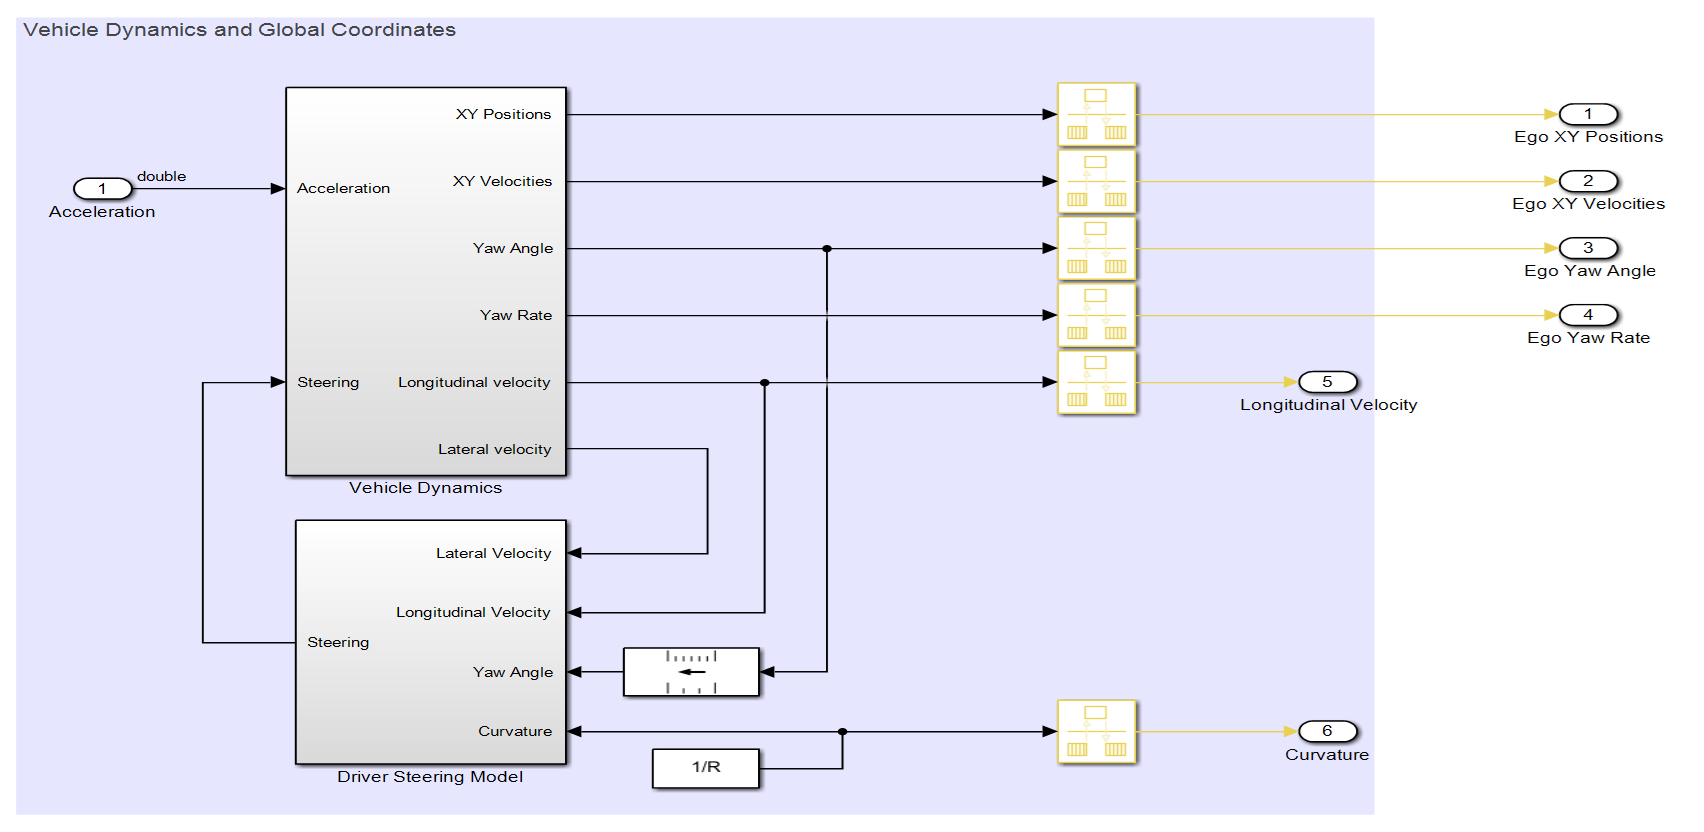 Vehicle Dynamics and Global Coordinates
XY Positions
1
Ego XY Positions
double
1
Acceleration
Acceleration
XY Velocities
2
Ego XY Velocities
Yaw Angle
3
Ego Yaw Angle
Yaw Rate
4
Ego Yaw Rate
Steering
Longitudinal velocity
5
Longitudinal Velocity
Lateral velocity
Vehicle Dynamics
Lateral Velocity
Longitudinal Velocity
Steering
Yaw Angle
Curvature
6
Curvature
1/R
Driver Steering Model